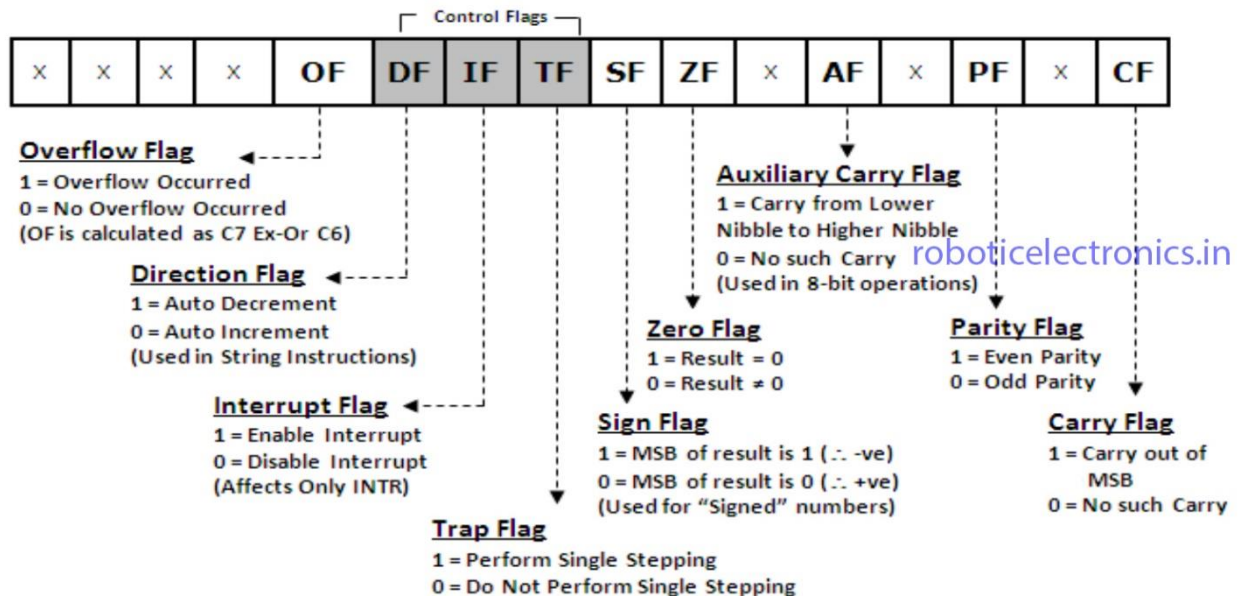 Control Flags
x x x x OF DF IF TF SF ZF x AF x PF x CF
Overflow Flag
1 = Overflow Occurred
0 = No Overflow Occurred
(OF is calculated as C7 Ex-Or C6)
Direction Flag
1 = Auto Decrement
0 = Auto Increment
(Used in String Instructions)
Interrupt Flag
1 = Enable Interrupt
0 = Disable Interrupt
(Affects Only INTR)
Trap Flag
1 = Perform Single Stepping
0 = Do Not Perform Single Stepping
Sign Flag
1 = MSB of result is 1 (∴ -ve)
0 = MSB of result is 0 (∴ +ve)
(Used for “Signed” numbers)
Zero Flag
1 = Result = 0
0 = Result ≠ 0
Auxiliary Carry Flag
1 = Carry from Lower
Nibble to Higher Nibble
0 = No such Carry
(Used in 8-bit operations)
roboticelectronics.in
Parity Flag
1 = Even Parity
0 = Odd Parity
Carry Flag
1 = Carry out of
MSB
0 = No such Carry